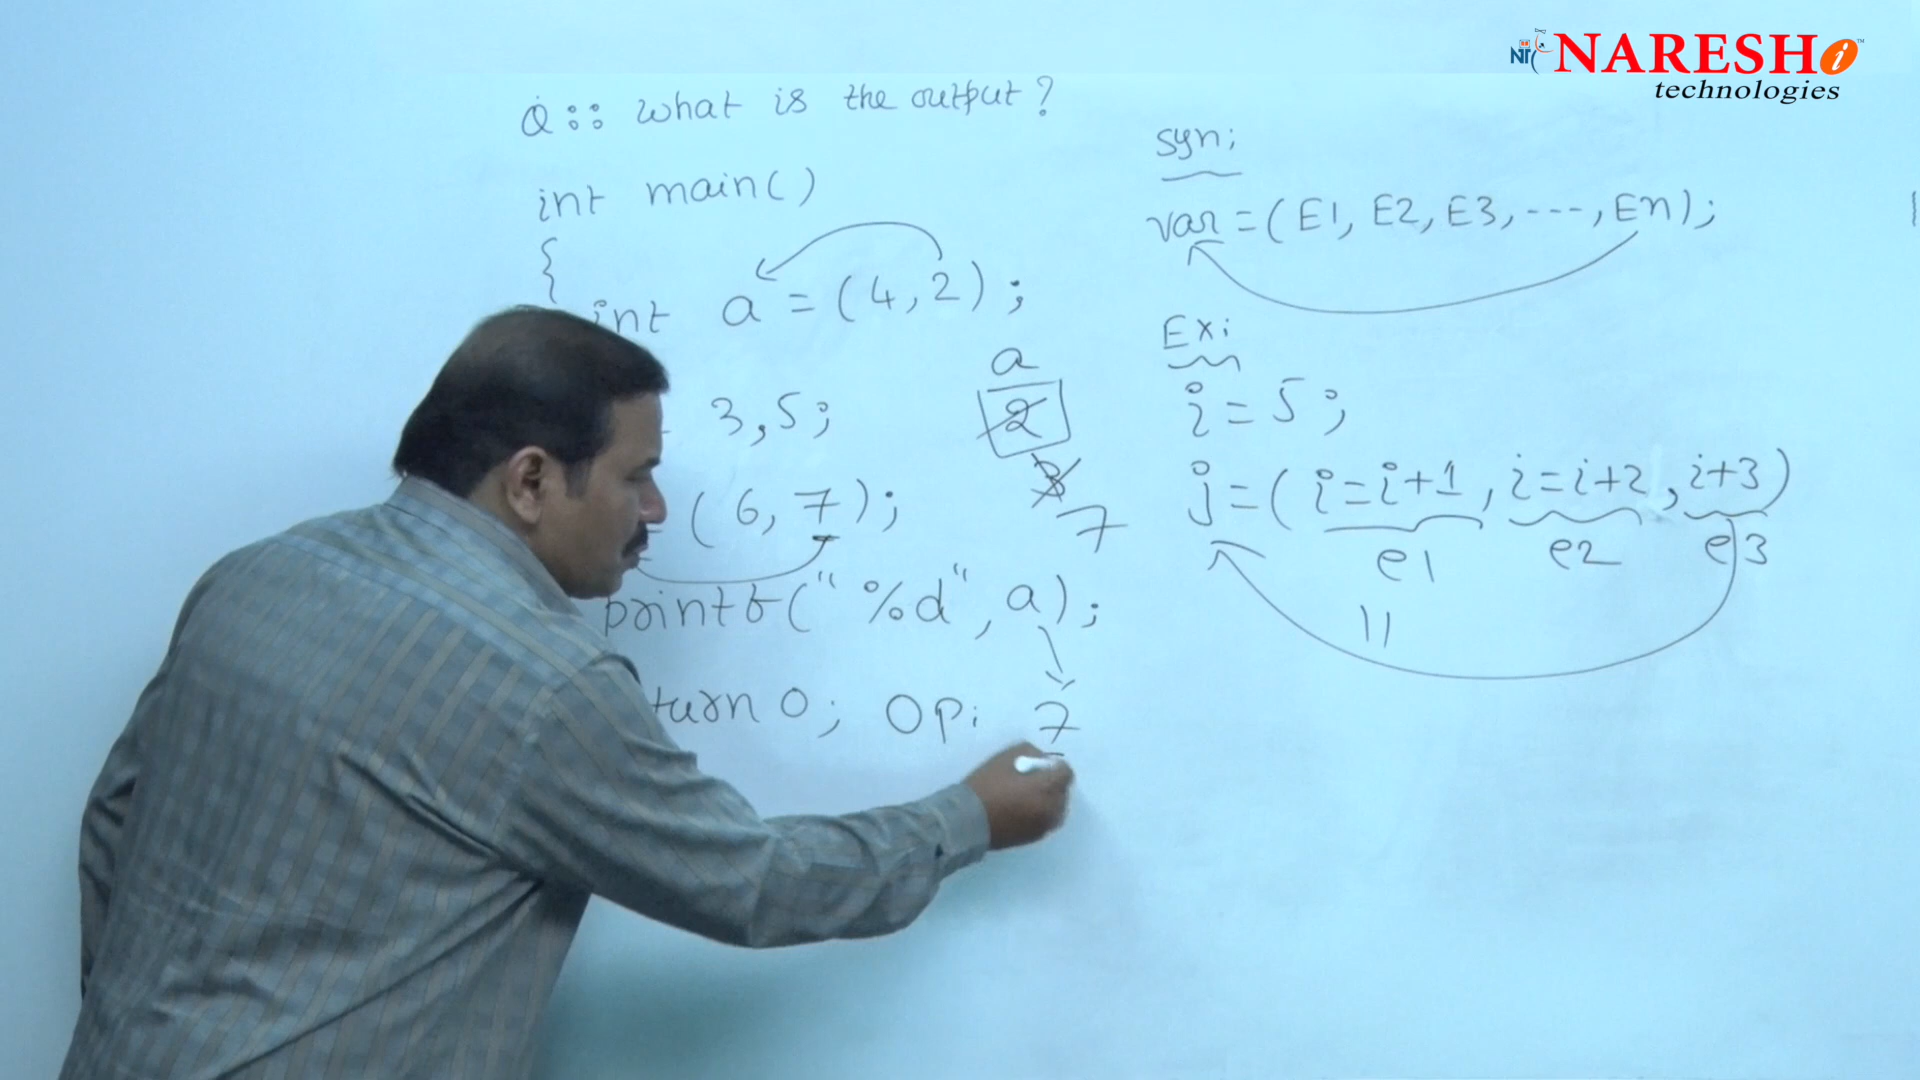 NARESH i
technologies
Q :: What is the output?
int main()
{
int a = (4,2);
3,5;
(6,7);
printf("%d", a);
turn 0; OP: 7
a
2
3
7
syn:
var = (E1, E2, E3, ---, En);
Ex:
i = 5;
j = (i=i+1, i=i+2, i+3)
e1 e2 e3
11